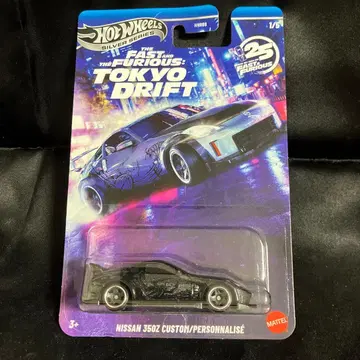 HOT WHEELS
SILVER SERIES
1/5
THE FAST AND
THE FURIOUS:
TOKYO
DRIFT
25
FAST & FURIOUS
3+
NISSAN 350Z CUSTOM/PERSONNALISÉ
MATTEL